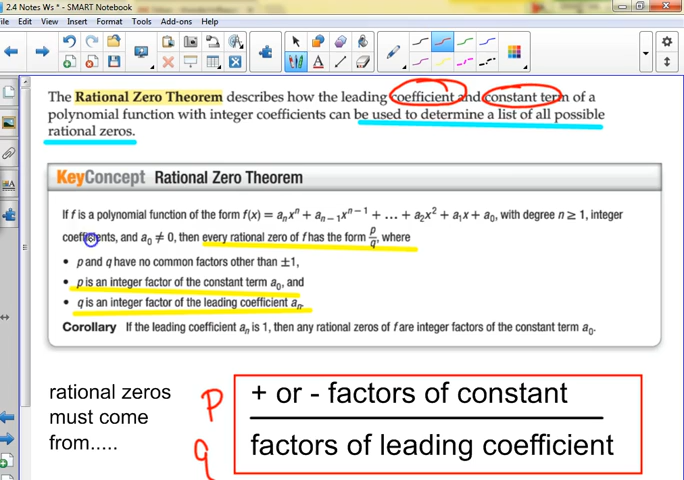 2.4 Notes Ws * - SMART Notebook
File Edit View Insert Format Tools Add-ons Help
The Rational Zero Theorem describes how the leading coefficient and constant term of a
polynomial function with integer coefficients can be used to determine a list of all possible
rational zeros.
KeyConcept Rational Zero Theorem
If f is a polynomial function of the form f(x) = aₙxⁿ + aₙ₋₁xⁿ⁻¹ + … + a₂x² + a₁x + a₀, with degree n ≥ 1, integer
coefficients, and a₀ ≠ 0, then every rational zero of f has the form p/q, where
• p and q have no common factors other than ±1,
• p is an integer factor of the constant term a₀, and
• q is an integer factor of the leading coefficient aₙ.
Corollary If the leading coefficient aₙ is 1, then any rational zeros of f are integer factors of the constant term a₀.
rational zeros
must come
from.....
p + or - factors of constant
q factors of leading coefficient